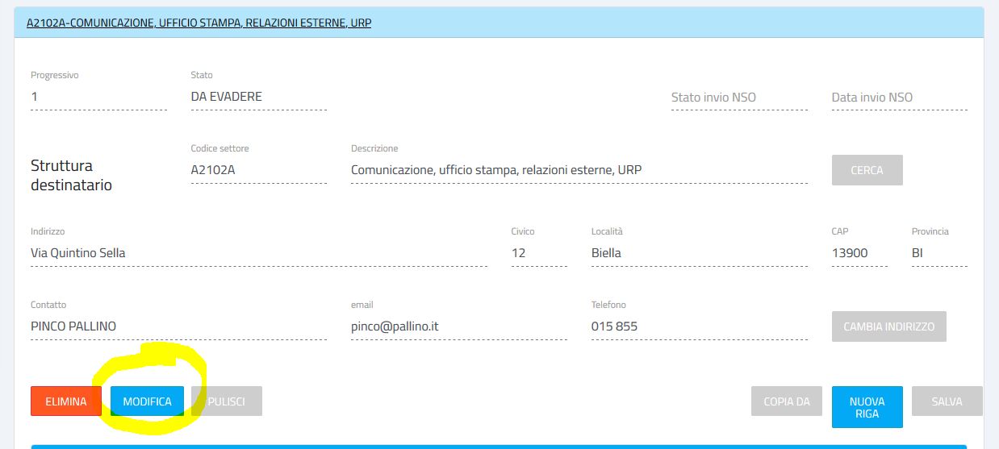 A2102A-COMUNICAZIONE, UFFICIO STAMPA, RELAZIONI ESTERNE, URP
Progressivo
Stato
1
DA EVADERE
Stato invio NSO
Data invio NSO
Struttura
destinatario
Codice settore
Descrizione
A2102A
Comunicazione, ufficio stampa, relazioni esterne, URP
CERCA
Indirizzo
Civico
Località
CAP
Provincia
Via Quintino Sella
12
Biella
13900
BI
Contatto
email
Telefono
PINCO PALLINO
pinco@pallino.it
015 855
CAMBIA INDIRIZZO
ELIMINA
MODIFICA
PULISCI
COPIA DA
NUOVA
RIGA
SALVA